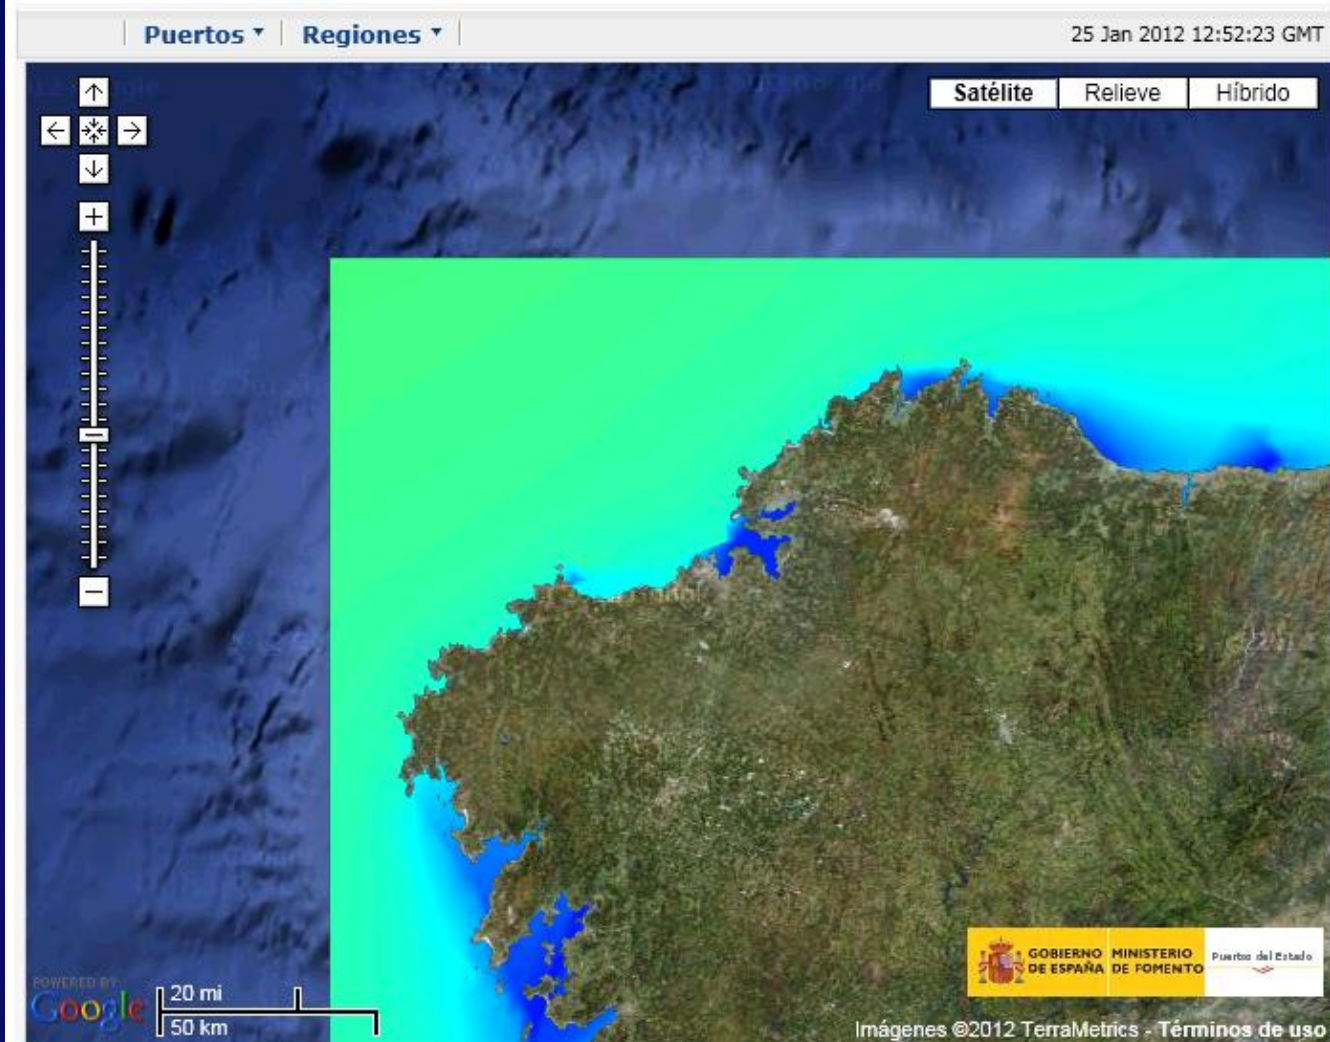 Puertos Regiones 25 Jan 2012 12:52:23 GMT
Satélite Relieve Híbrido
GOBIERNO MINISTERIO Puertos del Estado
DE ESPAÑA DE FOMENTO
POWERED BY
Google
20 mi
50 km
Imágenes ©2012 TerraMetrics - Términos de uso